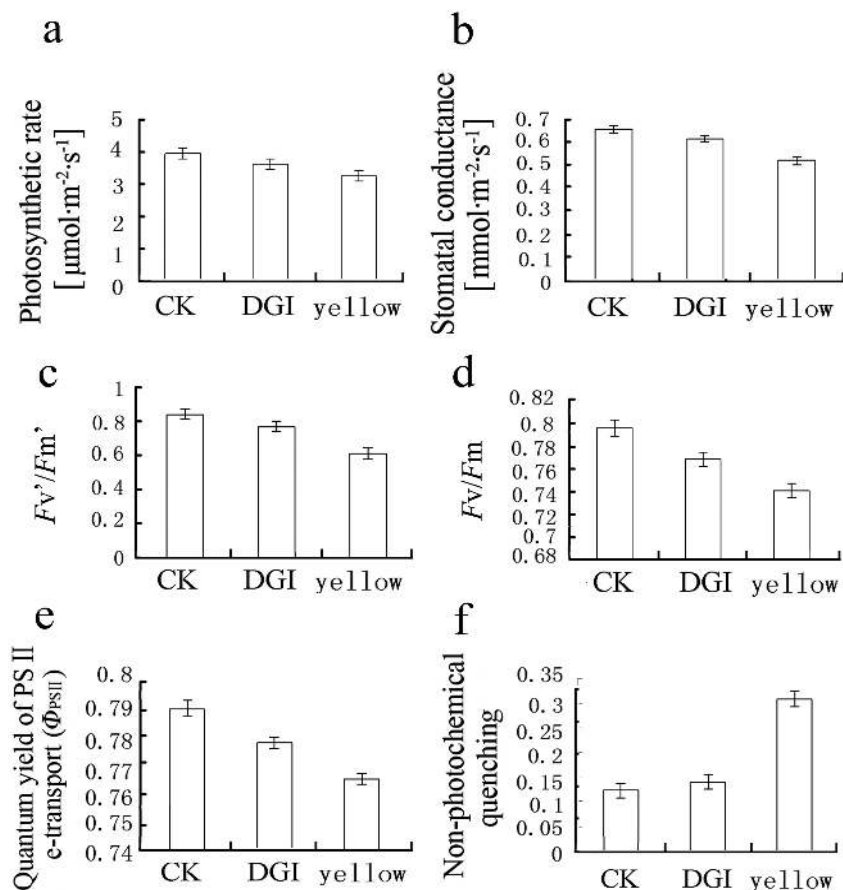 a
Photosynthetic rate
[μmol·m-2·s-1]
5
4
3
2
1
0
CK DGI yellow
b
Stomatal conductance
[mmol·m-2·s-1]
0.7
0.6
0.5
0.4
0.3
0.2
0.1
0
CK DGI yellow
c
Fv'/Fm'
1
0.8
0.6
0.4
0.2
0
CK DGI yellow
d
Fv/Fm
0.82
0.8
0.78
0.76
0.74
0.72
0.7
0.68
CK DGI yellow
e
Quantum yield of PS II
e-transport (ΦPSII)
0.8
0.79
0.78
0.77
0.76
0.75
0.74
CK DGI yellow
f
Non-photochemical
quenching
0.35
0.3
0.25
0.2
0.15
0.1
0.05
0
CK DGI yellow